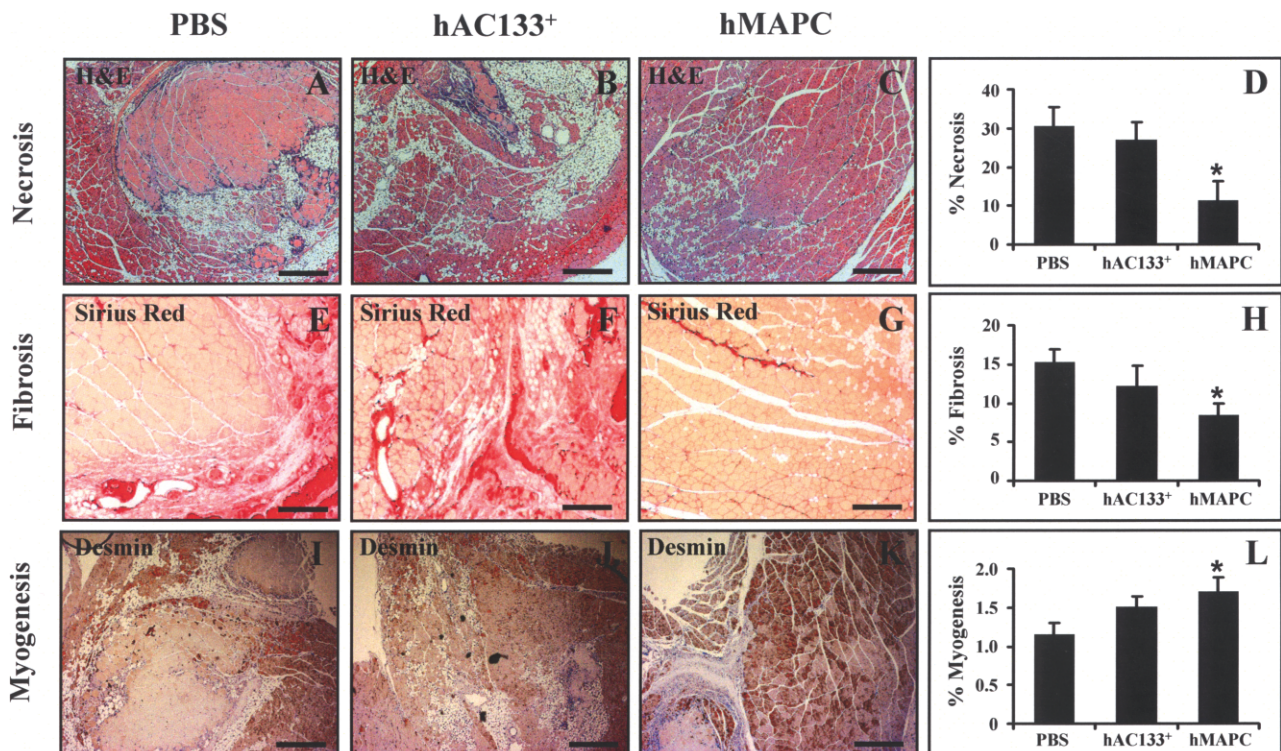 PBS
hAC133+
hMAPC
Necrosis
H&E
A
H&E
B
H&E
C
D
% Necrosis
40
30
20
10
0
*
PBS
hAC133+
hMAPC
Fibrosis
Sirius Red
E
Sirius Red
F
Sirius Red
G
H
% Fibrosis
20
15
10
5
0
*
PBS
hAC133+
hMAPC
Myogenesis
Desmin
I
Desmin
J
Desmin
K
L
% Myogenesis
2.0
1.5
1.0
0.5
0
*
PBS
hAC133+
hMAPC